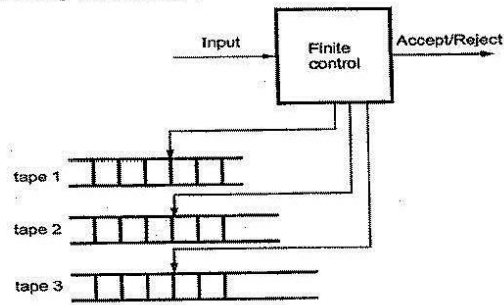 Input
Finite
control
Accept/Reject
tape 1
tape 2
tape 3